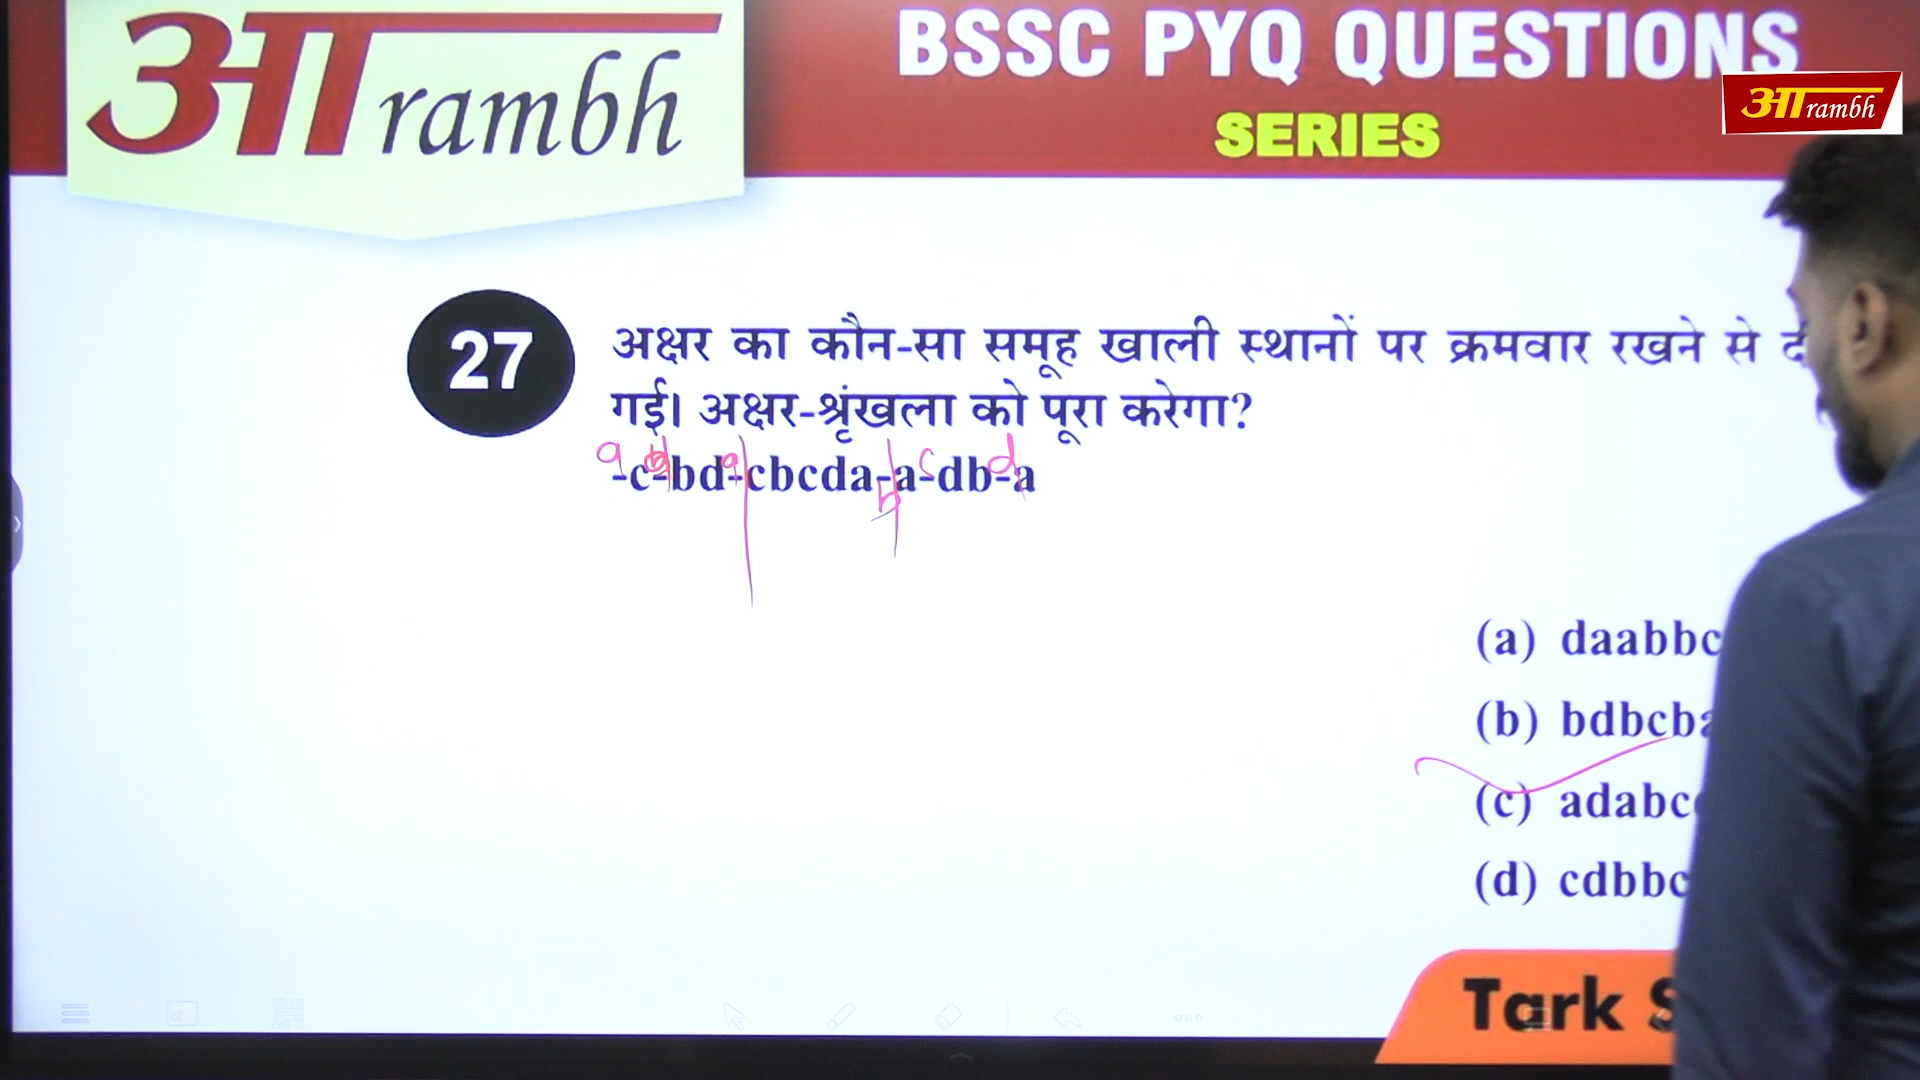 आrambh
BSSC PYQ QUESTIONS
SERIES
आrambh
27
अक्षर का कौन-सा समूह खाली स्थानों पर क्रमवार रखने से
गई। अक्षर-श्रृंखला को पूरा करेगा?
-c-bd-cbcda-a-db-a
a a b c d
(a) daabbc
(b) bdbcba
(c) adabc
(d) cdbbc
Tark